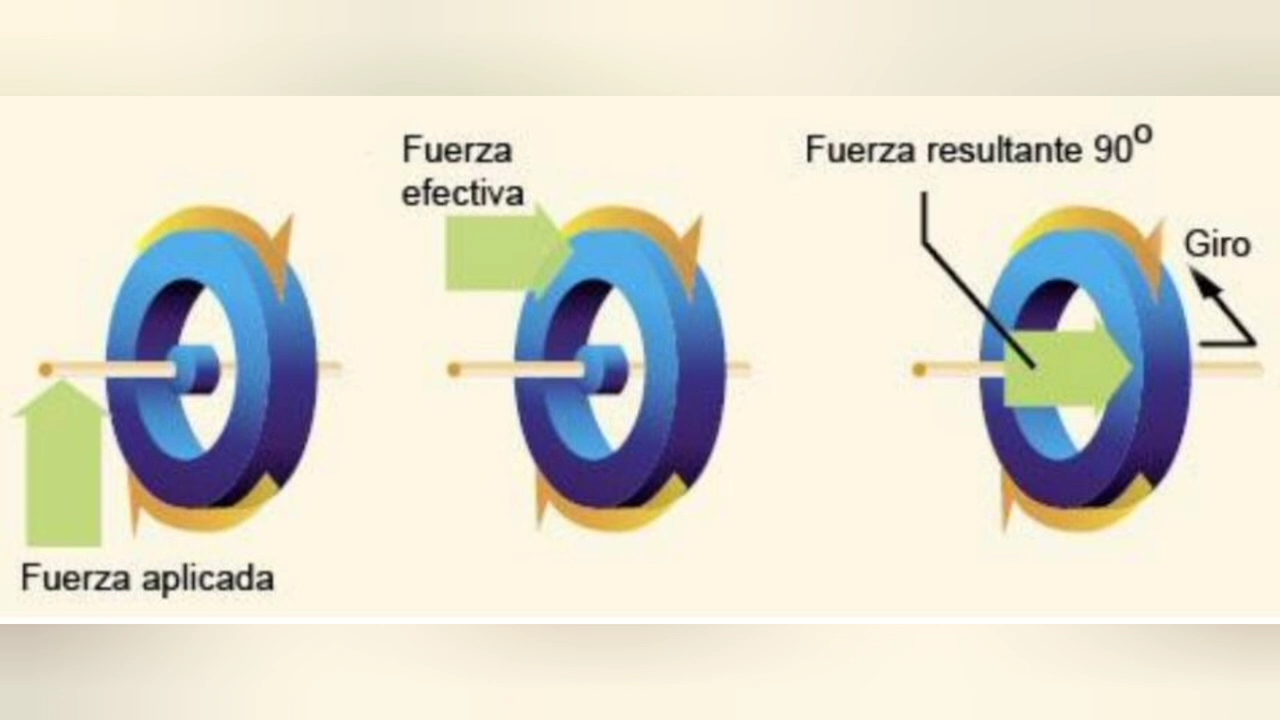 Fuerza aplicada
Fuerza
efectiva
Fuerza resultante 90º
Giro